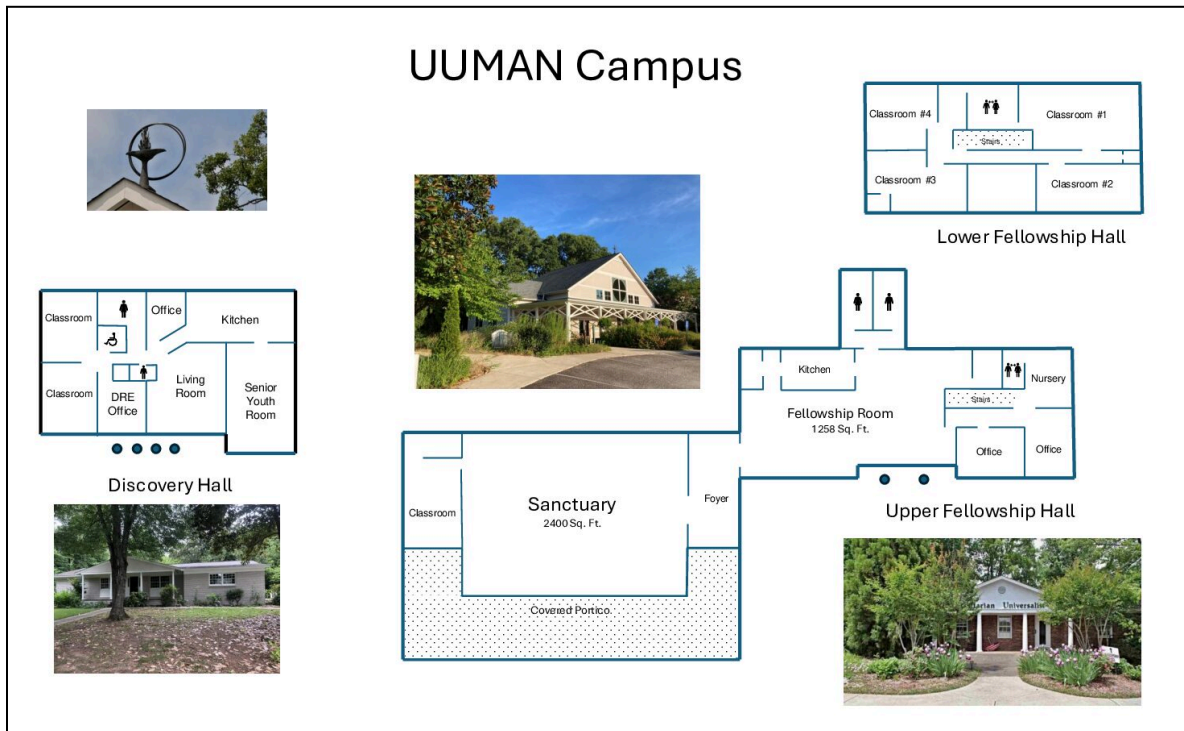 UUMAN Campus
Classroom #4
Classroom #1
Stairs
Classroom #3
Classroom #2
Lower Fellowship Hall
Classroom
Office
Kitchen
Classroom
DRE
Office
Living
Room
Senior
Youth
Room
Discovery Hall
Kitchen
Nursery
Stairs
Fellowship Room
1258 Sq. Ft.
Office
Office
Upper Fellowship Hall
Classroom
Sanctuary
2400 Sq. Ft.
Foyer
Covered Portico
tarian Universalis